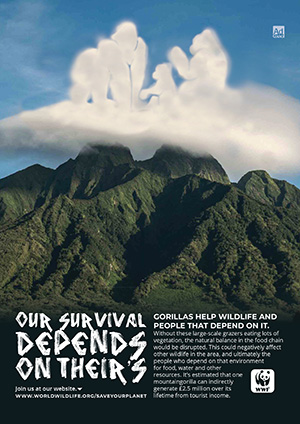 Ad
OUR SURVIVAL
DEPENDS
ON THEIR'S
Join us at our website.
WWW.WORLDWILDLIFE.ORG/SAVEYOURPLANET
GORILLAS HELP WILDLIFE AND
PEOPLE THAT DEPEND ON IT.
Without these large-scale grazers eating lots of
vegetation, the natural balance in the food chain
would be disrupted. This could negatively affect
other wildlife in the area, and ultimately the
people who depend on that environment
for food, water and other
resources. It's estimated that one
mountaingorilla can indirectly
generate £2.5 million over its
lifetime from tourist income.
WWF